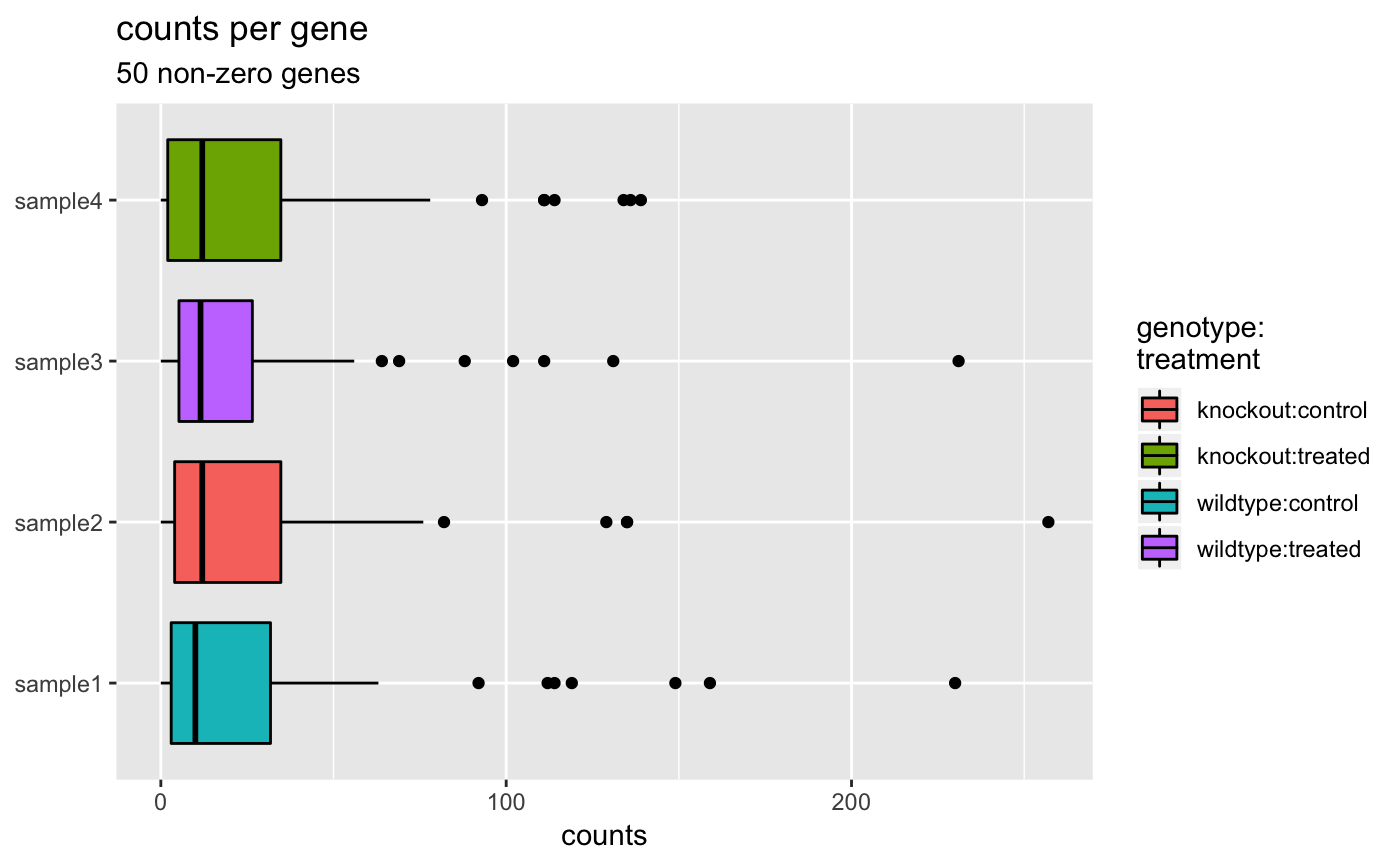 counts per gene
50 non-zero genes
sample4
sample3
sample2
sample1
0
100
200
counts
genotype:
treatment
knockout:control
knockout:treated
wildtype:control
wildtype:treated